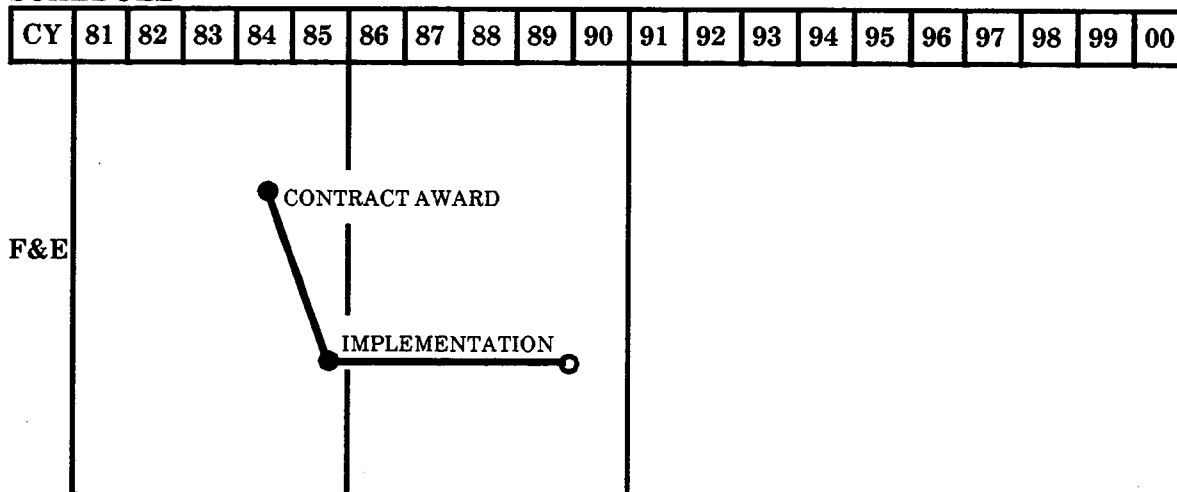 CY 81 82 83 84 85 86 87 88 89 90 91 92 93 94 95 96 97 98 99 00
CONTRACT AWARD
F&E
IMPLEMENTATION